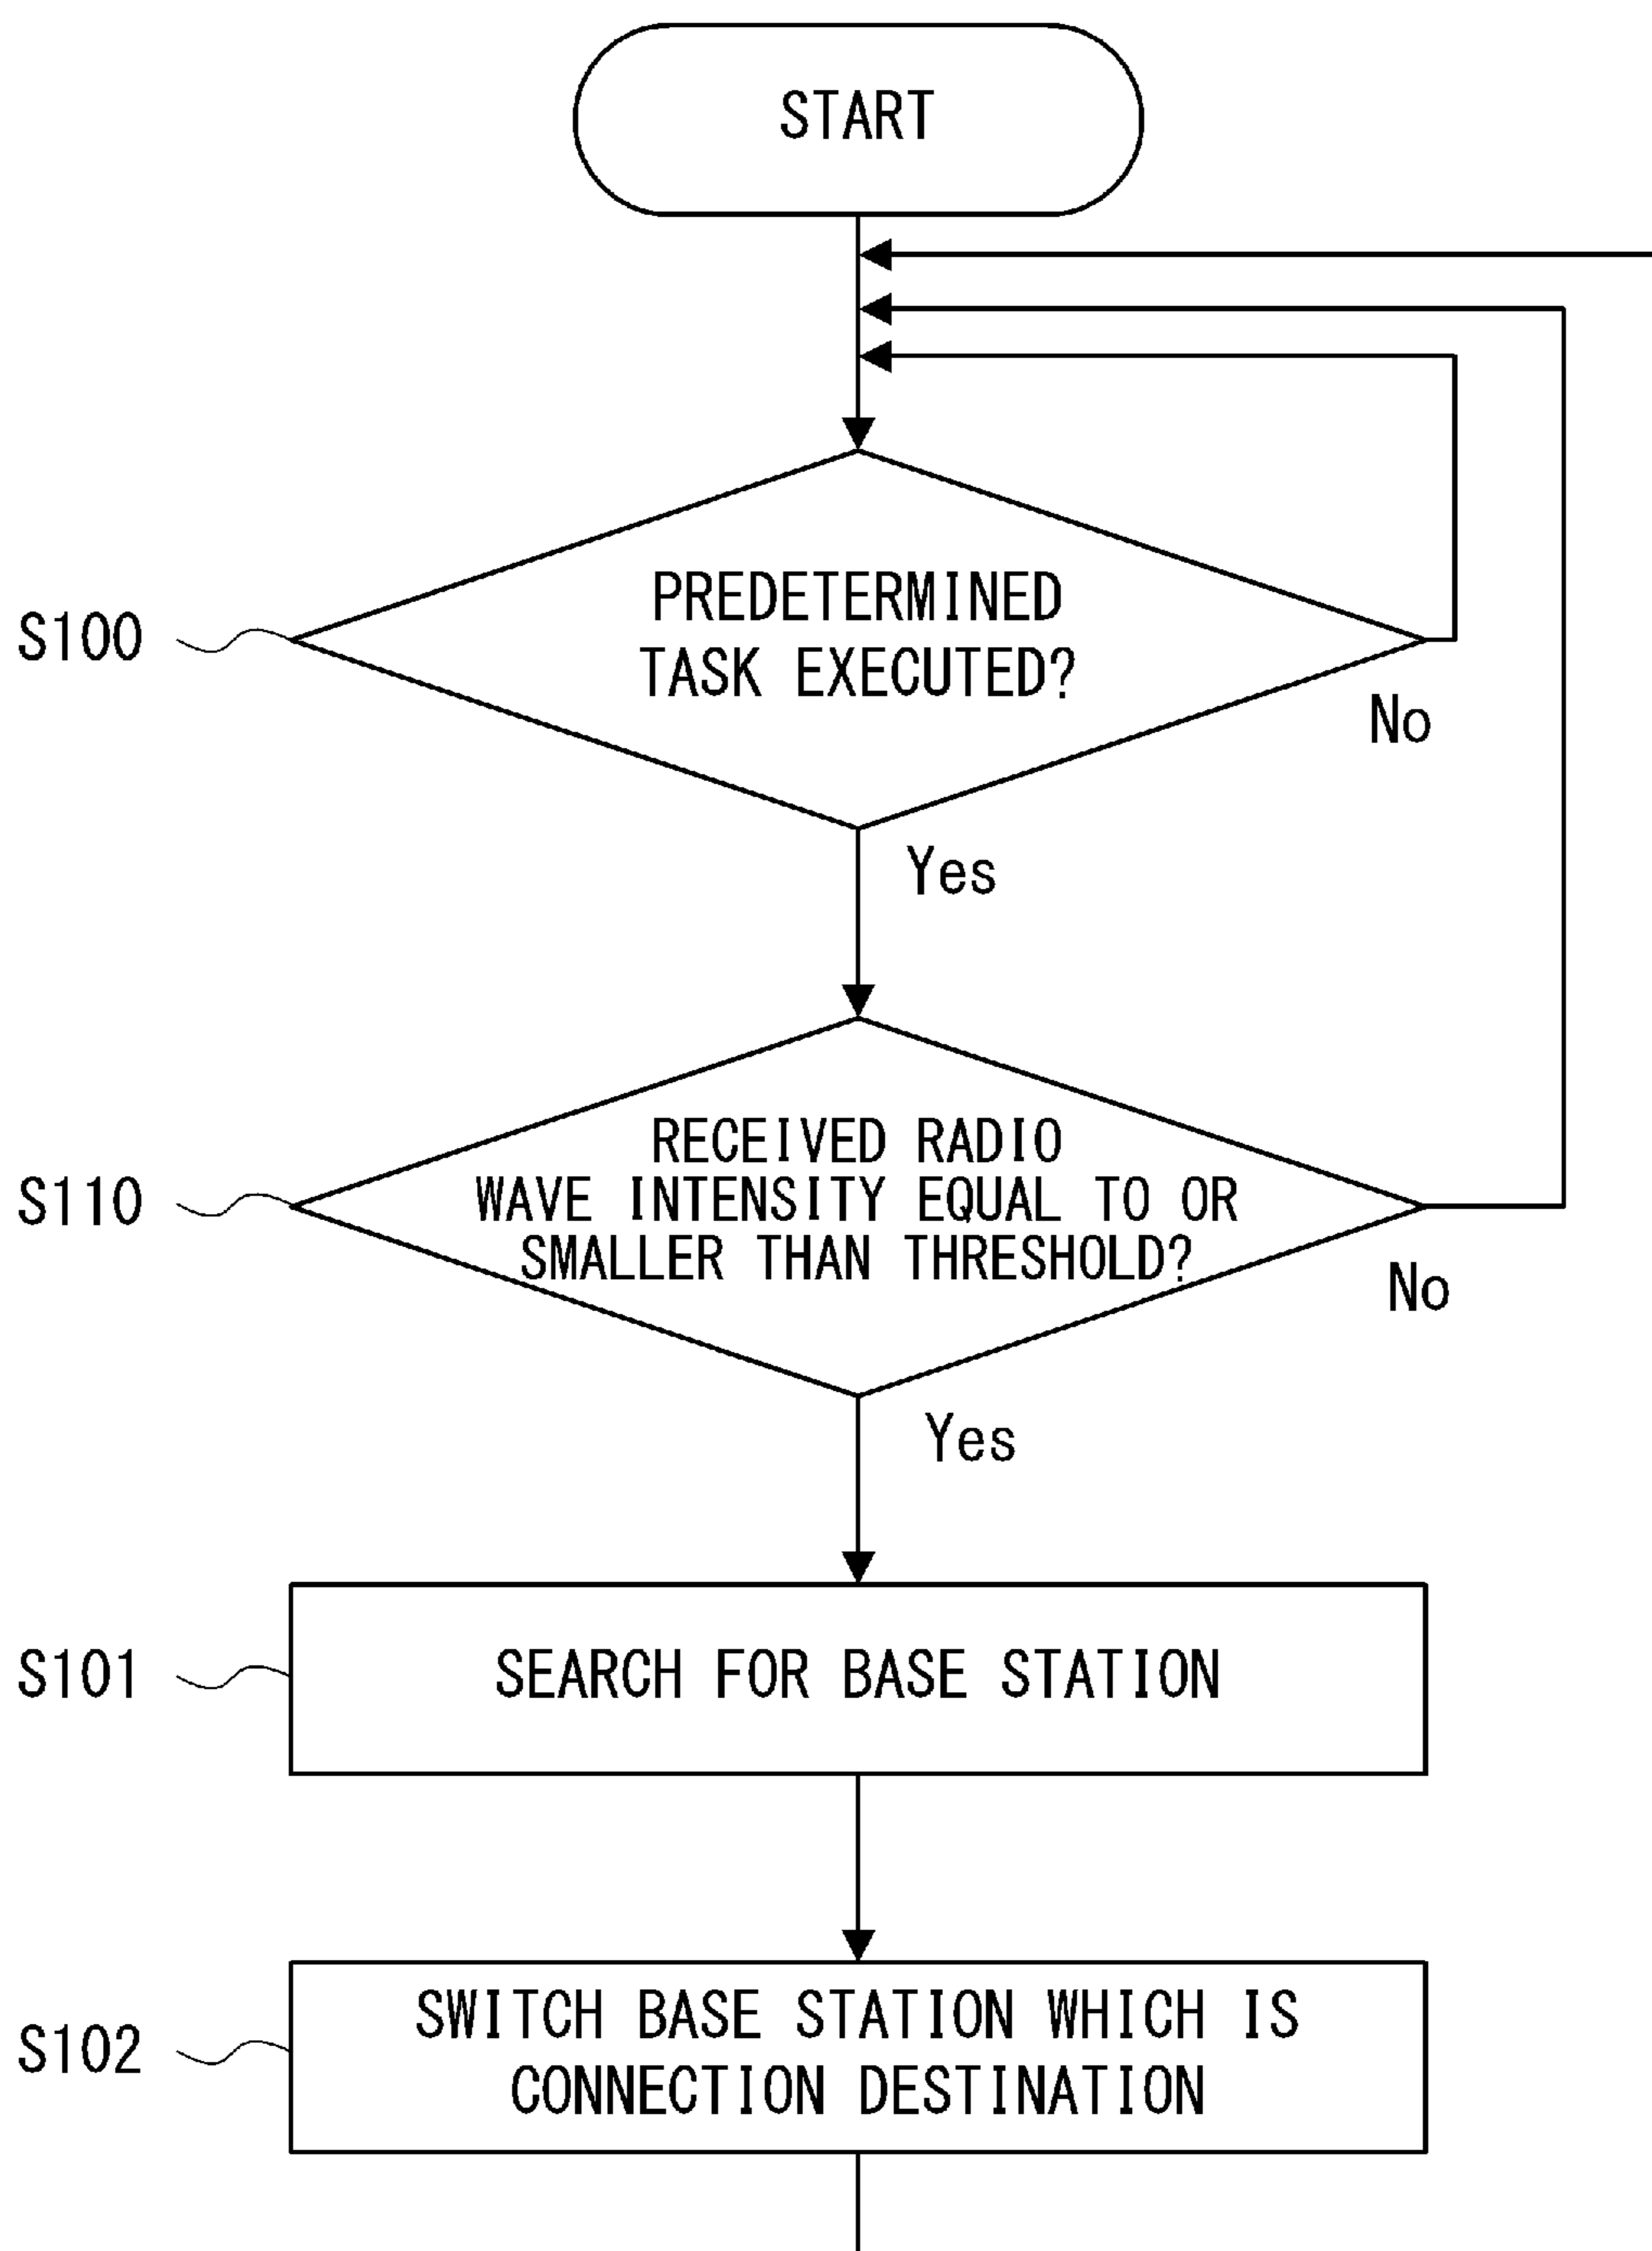 START
S100
PREDETERMINED
TASK EXECUTED?
No
Yes
S110
RECEIVED RADIO
WAVE INTENSITY EQUAL TO OR
SMALLER THAN THRESHOLD?
No
Yes
S101
SEARCH FOR BASE STATION
S102
SWITCH BASE STATION WHICH IS
CONNECTION DESTINATION